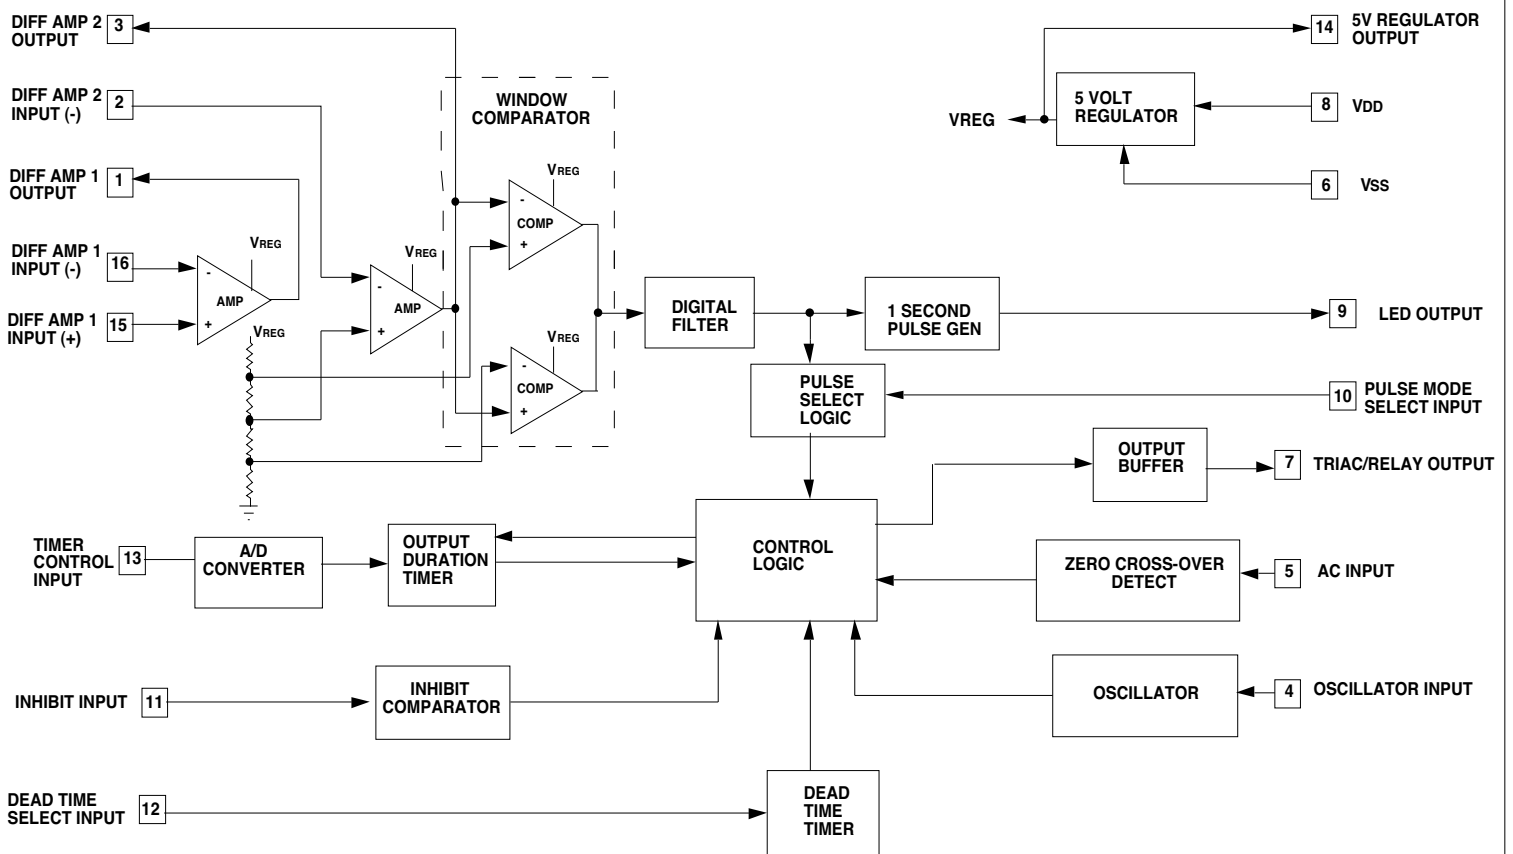 DIFF AMP 2
OUTPUT
3
DIFF AMP 2
INPUT (-)
2
DIFF AMP 1
OUTPUT
1
DIFF AMP 1
INPUT (-)
16
DIFF AMP 1
INPUT (+)
15
-
+
AMP
VREG
VREG
-
+
AMP
VREG
WINDOW
COMPARATOR
VREG
-
COMP
+
VREG
-
COMP
+
14
5V REGULATOR
OUTPUT
5 VOLT
REGULATOR
VREG
8
VDD
6
VSS
DIGITAL
FILTER
1 SECOND
PULSE GEN
9
LED OUTPUT
PULSE
SELECT
LOGIC
10
PULSE MODE
SELECT INPUT
OUTPUT
BUFFER
7
TRIAC/RELAY OUTPUT
TIMER
CONTROL
INPUT
13
A/D
CONVERTER
OUTPUT
DURATION
TIMER
CONTROL
LOGIC
ZERO CROSS-OVER
DETECT
5
AC INPUT
INHIBIT INPUT
11
INHIBIT
COMPARATOR
OSCILLATOR
4
OSCILLATOR INPUT
DEAD TIME
SELECT INPUT
12
DEAD
TIME
TIMER